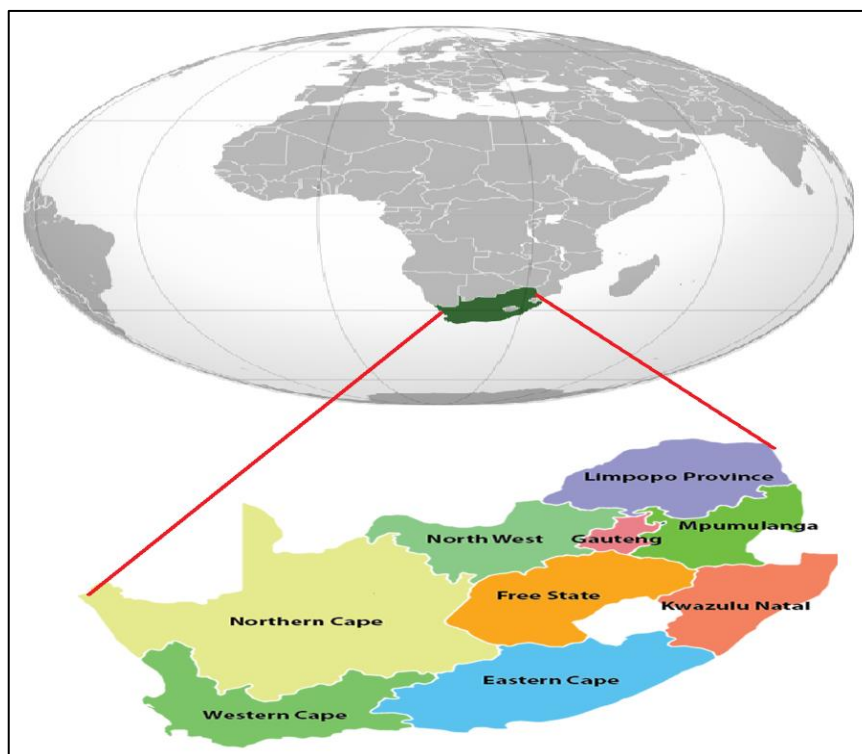 Limpopo Province
Mpumulanga
North West
Gauteng
Free State
Kwazulu Natal
Northern Cape
Eastern Cape
Western Cape